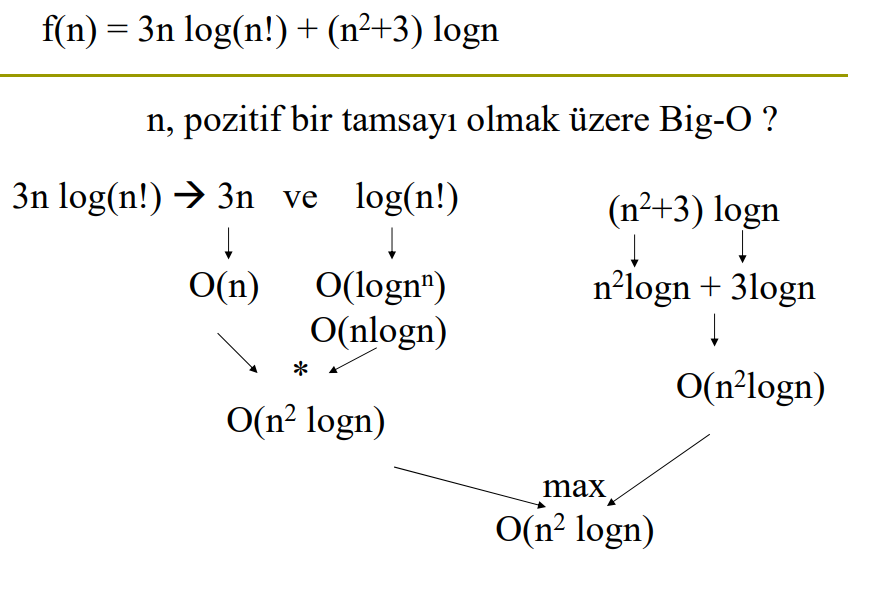 f(n) = 3n log(n!) + (n²+3) logn
n, pozitif bir tamsayı olmak üzere Big-O ?
3n log(n!) → 3n ve log(n!)
O(n) O(lognⁿ)
O(nlogn)
*
O(n² logn)
(n²+3) logn
n²logn + 3logn
O(n²logn)
max
O(n² logn)